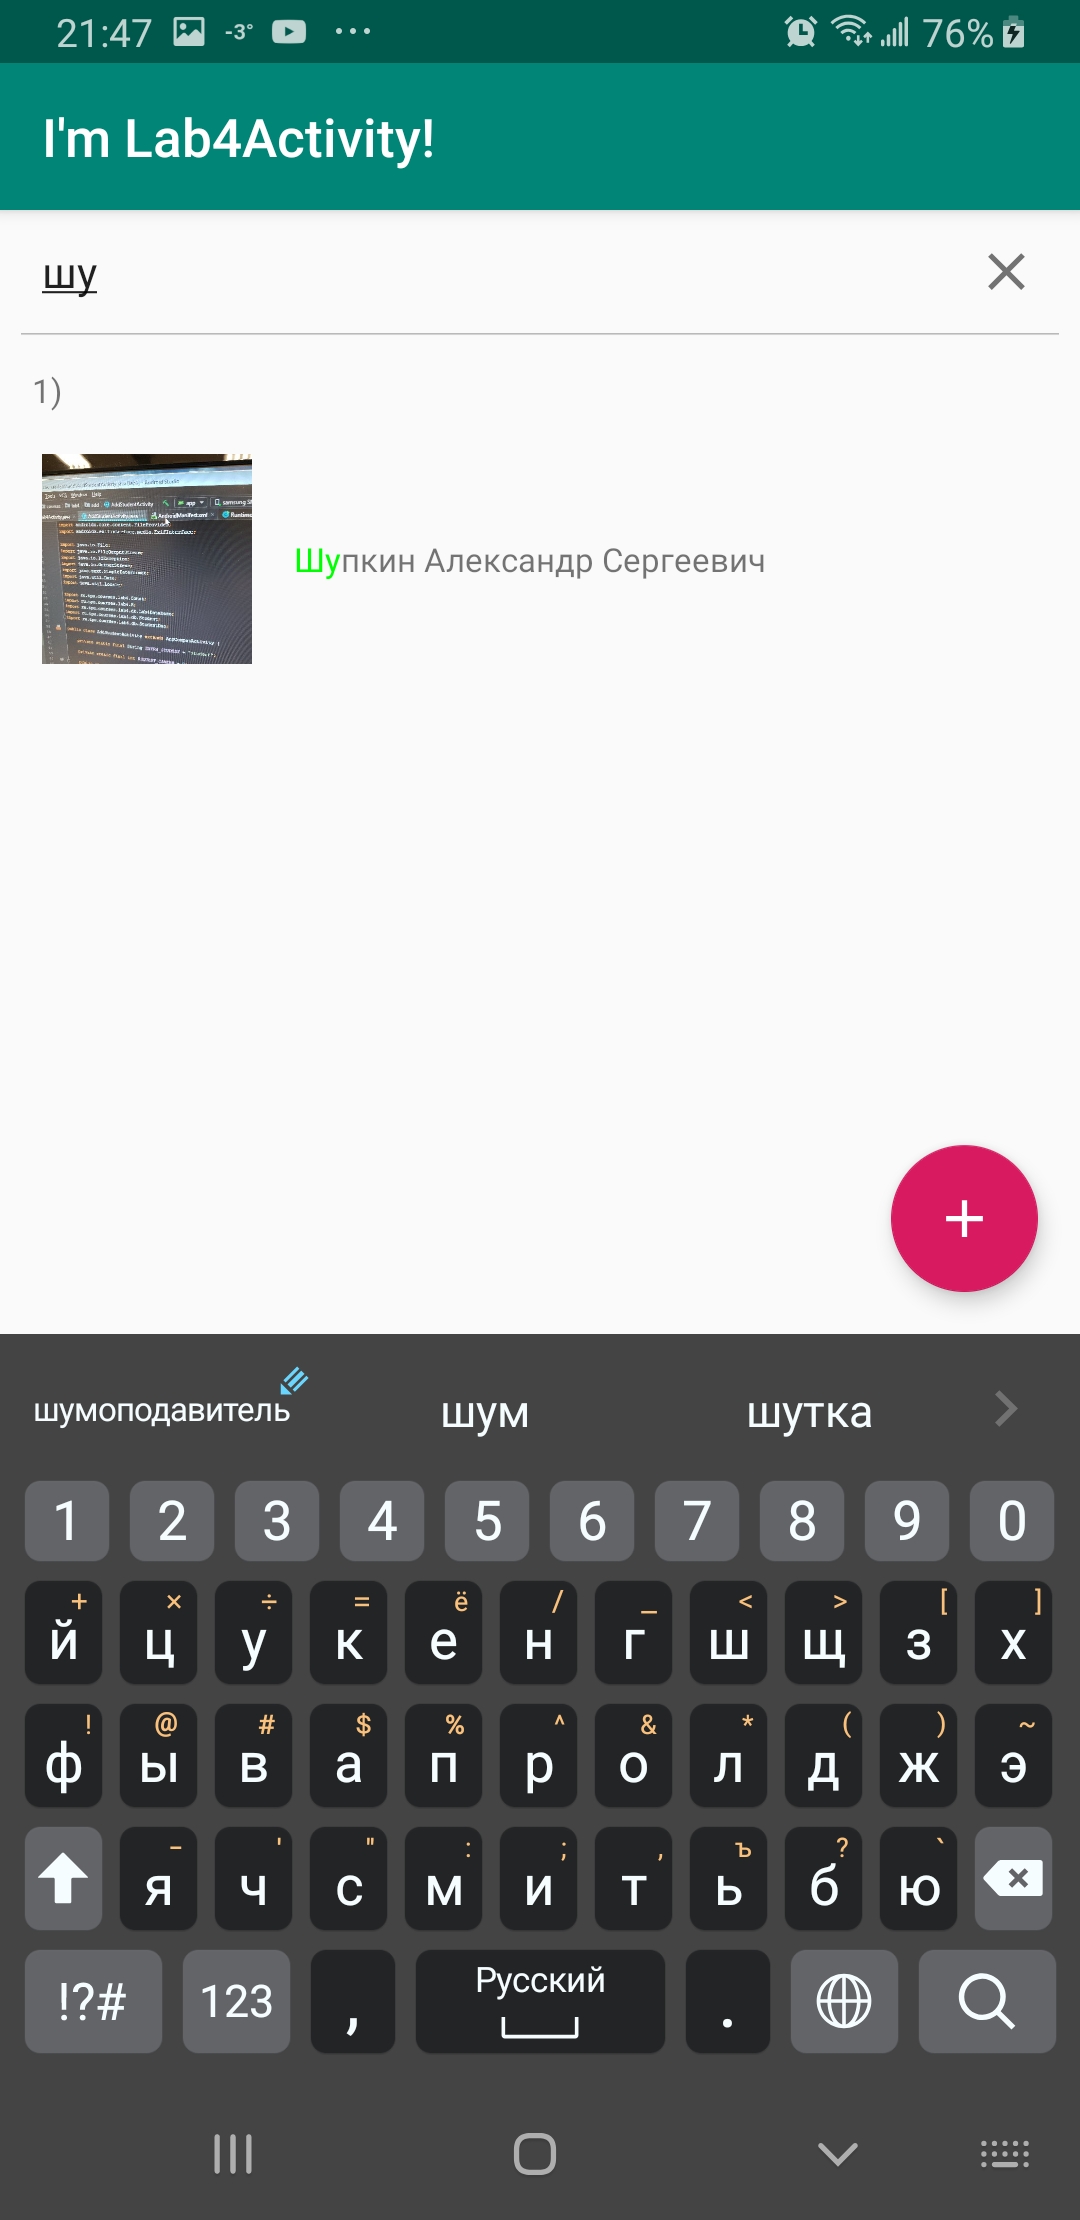 21:47 -3° 76%
I'm Lab4Activity!
шу
1)
Шупкин Александр Сергеевич
шумоподавитель шум шутка
1 2 3 4 5 6 7 8 9 0
+ × ÷ = ё / _ < > [ ]
й ц у к е н г ш щ з х
! @ # $ % ^ & * ( ) ~
ф ы в а п р о л д ж э
- ' " : ; , ъ ? `
я ч с м и т ь б ю
!?# 123 , Русский .